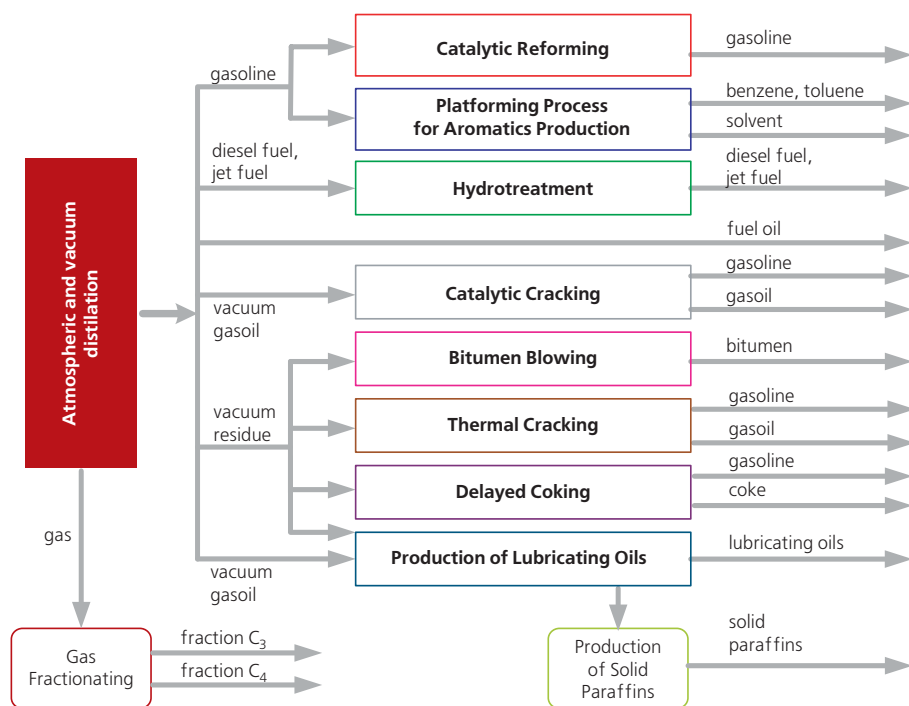 Catalytic Reforming
gasoline
gasoline
benzene, toluene
Platforming Process
for Aromatics Production
solvent
diesel fuel,
jet fuel
Hydrotreatment
diesel fuel,
jet fuel
Atmospheric and vacuum
distilation
fuel oil
gasoline
Catalytic Cracking
gasoil
vacuum
gasoil
Bitumen Blowing
bitumen
vacuum
residue
gasoline
Thermal Cracking
gasoil
gasoline
Delayed Coking
coke
gas
Production of Lubricating Oils
lubricating oils
vacuum
gasoil
fraction C₃
Gas
Fractionating
fraction C₄
Production
of Solid
Paraffins
solid
paraffins